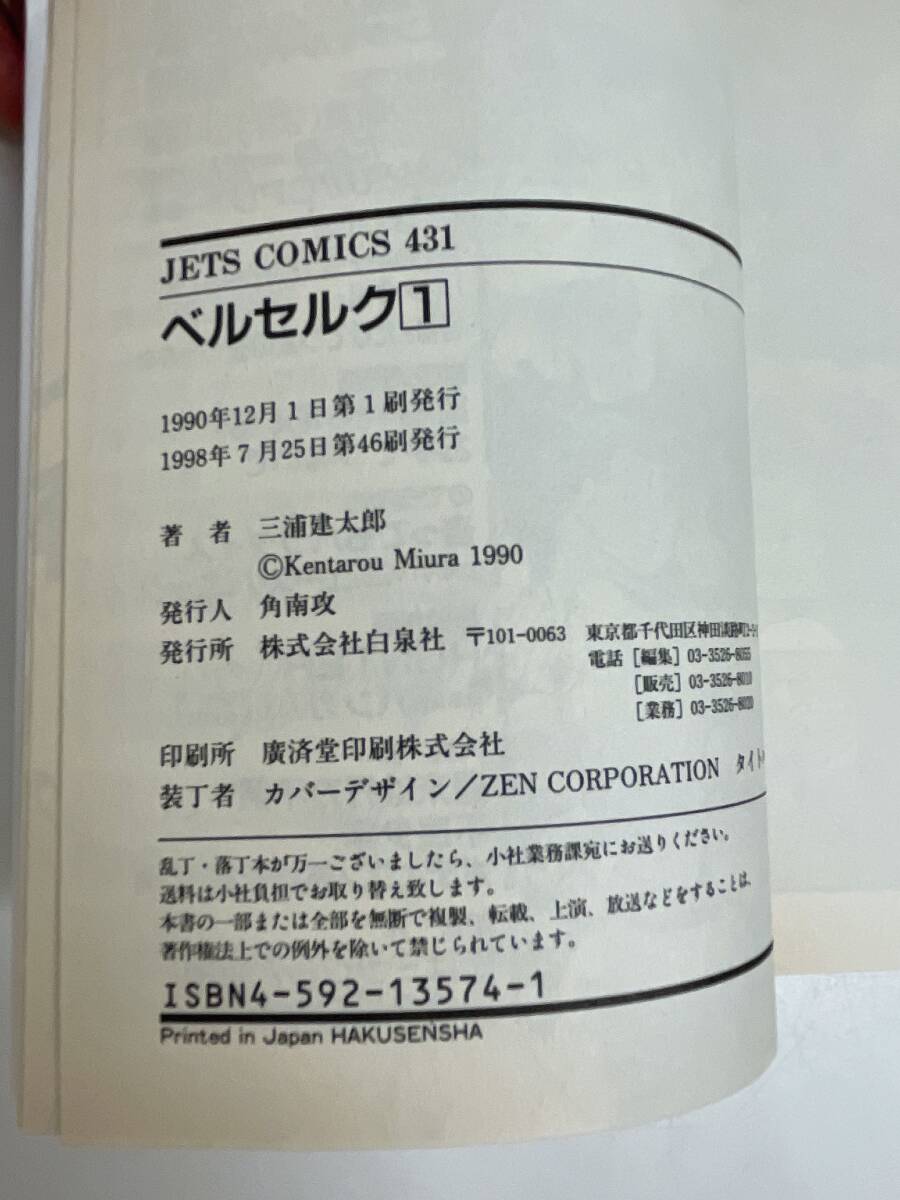 JETS COMICS 431
ベルセルク1
1990年12月1日第1刷発行
1998年7月25日第46刷発行
著 者 三浦建太郎
©Kentarou Miura 1990
発行人 角南攻
発行所 株式会社白泉社 〒101-0063 東京都千代田区神田淡路町
電話[編集]03-3526-8055
[販売]03-3526-8010
[業務]03-3526-8020
印刷所 廣済堂印刷株式会社
装丁者 カバーデザイン/ZEN CORPORATION タイト
乱丁・落丁本が万一ございましたら、小社業務課宛にお送りください。
送料は小社負担でお取り替え致します。
本書の一部または全部を無断で複製、転載、上演、放送などをすることは、
著作権法上での例外を除いて禁じられています。
ISBN4-592-13574-1
Printed in Japan HAKUSENSHA